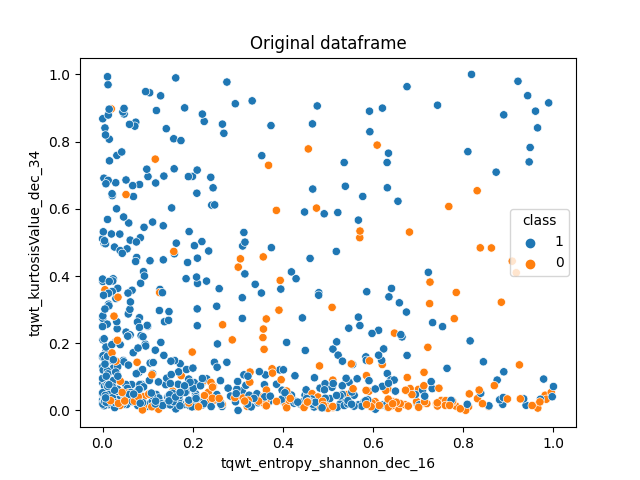 Original dataframe
1.0
0.8
0.6
0.4
0.2
0.0
tqwt_kurtosisValue_dec_34
class
1
0
0.0 0.2 0.4 0.6 0.8 1.0
tqwt_entropy_shannon_dec_16